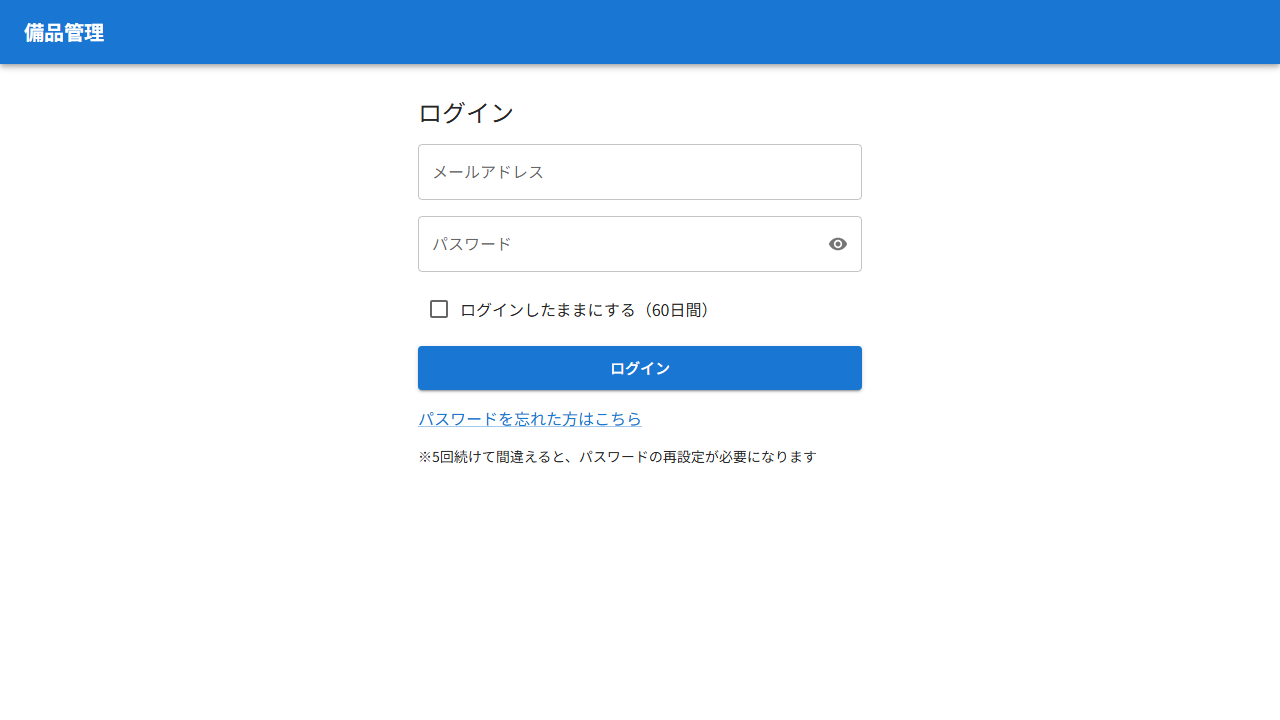 備品管理
ログイン
メールアドレス
パスワード
ログインしたままにする（60日間）
ログイン
パスワードを忘れた方はこちら
※5回続けて間違えると、パスワードの再設定が必要になります